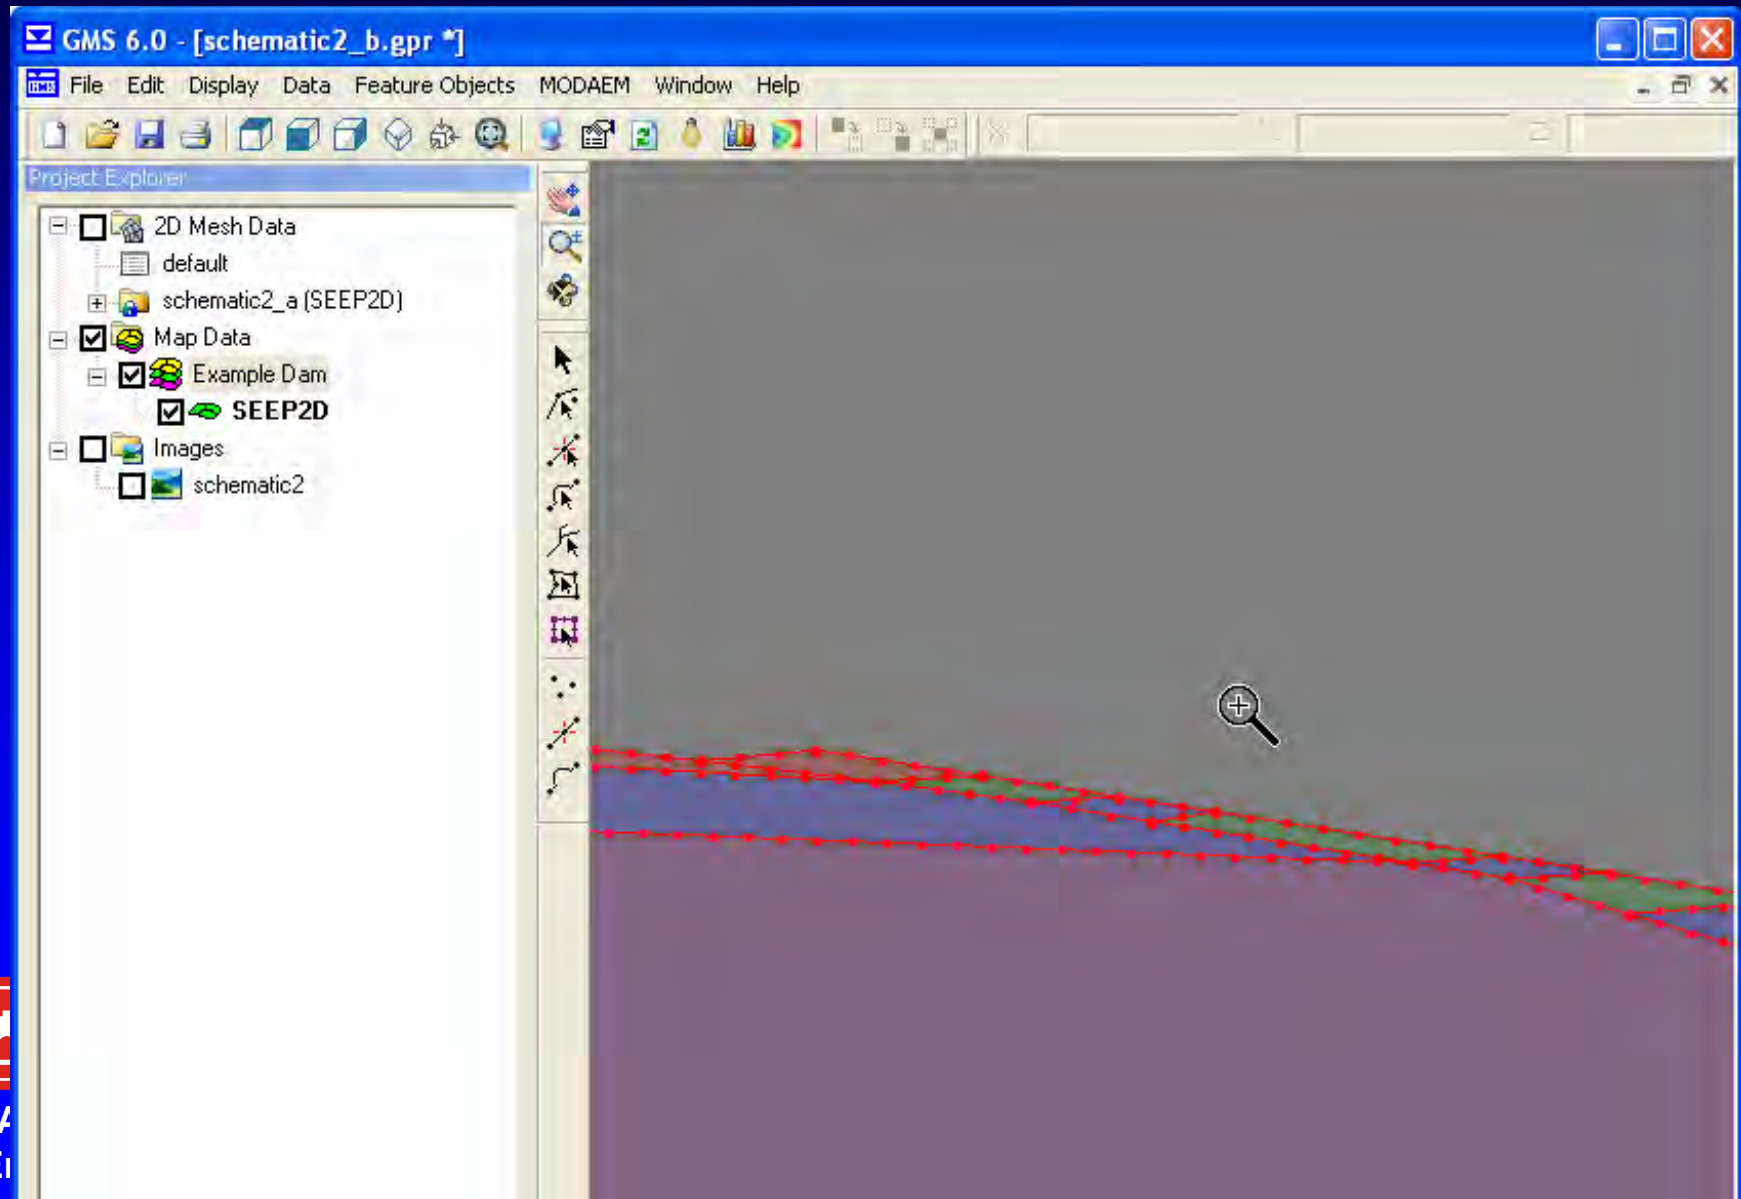 GMS 6.0 - [schematic2_b.gpr *]
File Edit Display Data Feature Objects MODAEM Window Help
Project Explorer
2D Mesh Data
default
schematic2_a (SEEP2D)
Map Data
Example Dam
SEEP2D
Images
schematic2